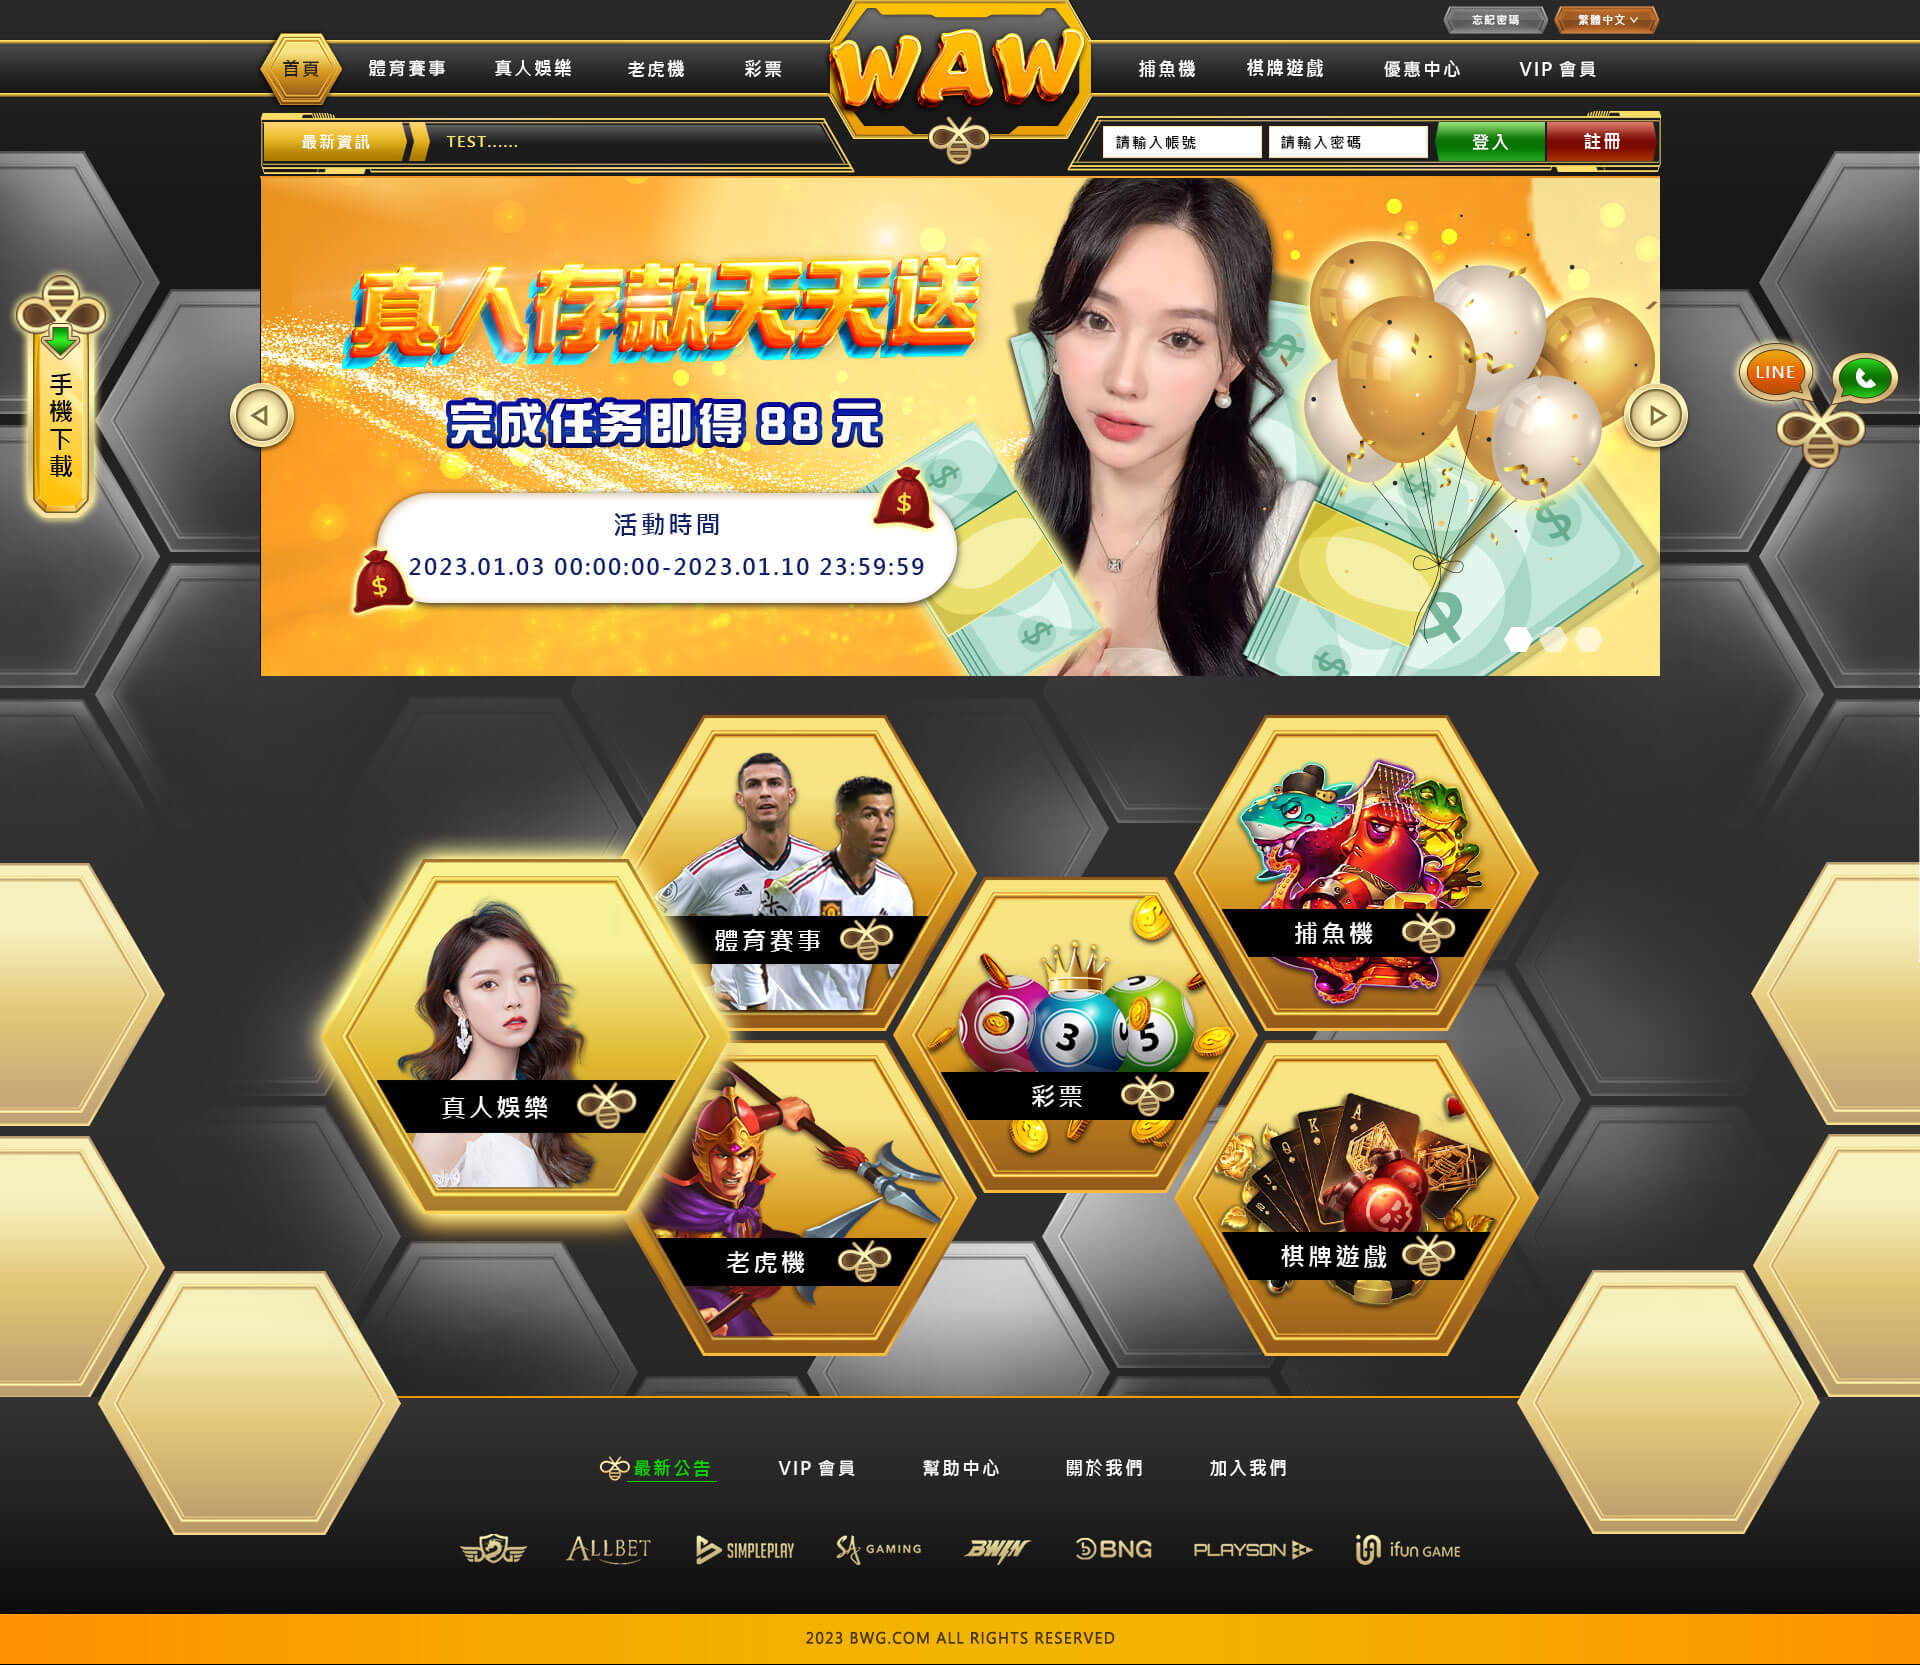 忘記密碼
繁體中文
首頁
體育賽事
真人娛樂
老虎機
彩票
WAW
捕魚機
棋牌遊戲
優惠中心
VIP 會員
最新資訊
TEST......
請輸入帳號
請輸入密碼
登入
註冊
真人存款天天送
完成任务即得 88 元
活動時間
2023.01.03 00:00:00-2023.01.10 23:59:59
手機下載
LINE
體育賽事
捕魚機
真人娛樂
彩票
3
5
老虎機
棋牌遊戲
A
K
Q
最新公告
VIP 會員
幫助中心
關於我們
加入我們
ALLBET
SIMPLEPLAY
SA GAMING
BWIN
BNG
PLAYSON
ifun GAME
2023 BWG.COM ALL RIGHTS RESERVED